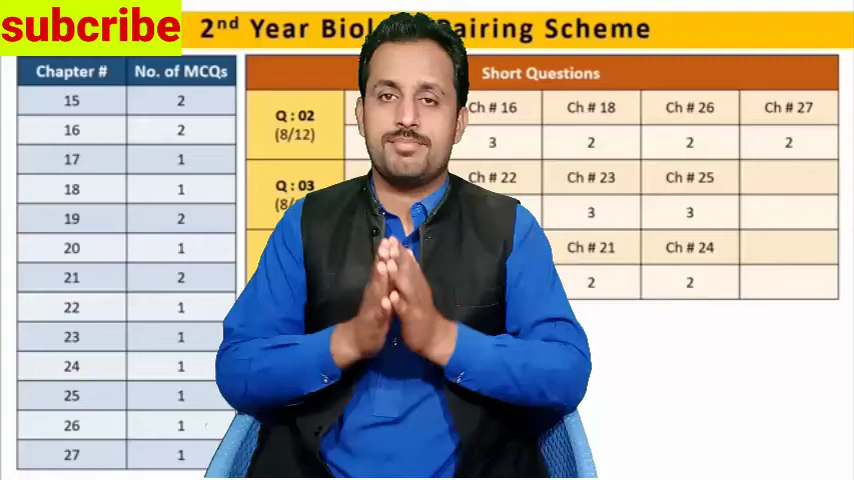 subcribe
2nd Year Pairing Scheme
Chapter # No. of MCQs
Short Questions
15 2
16 2
17 1
18 1
19 2
20 1
21 2
22 1
23 1
24 1
25 1
26 1
27 1
Q : 02 Ch # 16 Ch # 18 Ch # 26 Ch # 27
(8/12) 3 2 2 2
Q : 03 Ch # 22 Ch # 23 Ch # 25
3 3
Ch # 21 Ch # 24
2 2